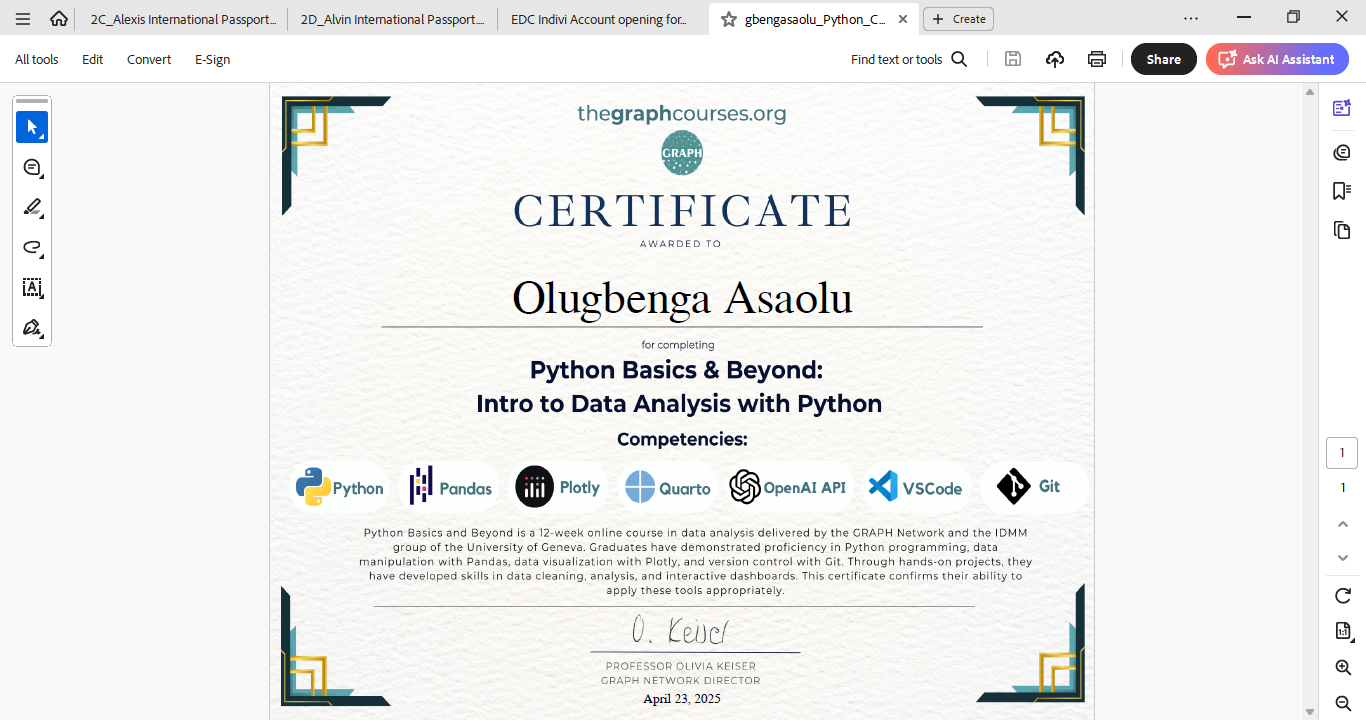 2C_Alexis International Passport...
2D_Alvin International Passport....
EDC Indivi Account opening for...
gbengasaolu_Python_C...
Create
All tools
Edit
Convert
E-Sign
Find text or tools
Share
Ask AI Assistant
thegraphcourses.org
GRAPH
CERTIFICATE
AWARDED TO
Olugbenga Asaolu
for completing
Python Basics & Beyond:
Intro to Data Analysis with Python
Competencies:
Python
Pandas
Plotly
Quarto
OpenAI API
VSCode
Git
Python Basics and Beyond is a 12-week online course in data analysis delivered by the GRAPH Network and the IDMM
group of the University of Geneva. Graduates have demonstrated proficiency in Python programming, data
manipulation with Pandas, data visualization with Plotly, and version control with Git. Through hands-on projects, they
have developed skills in data cleaning, analysis, and interactive dashboards. This certificate confirms their ability to
apply these tools appropriately.
O. Keiser
PROFESSOR OLIVIA KEISER
GRAPH NETWORK DIRECTOR
April 23, 2025
1
1
1:1